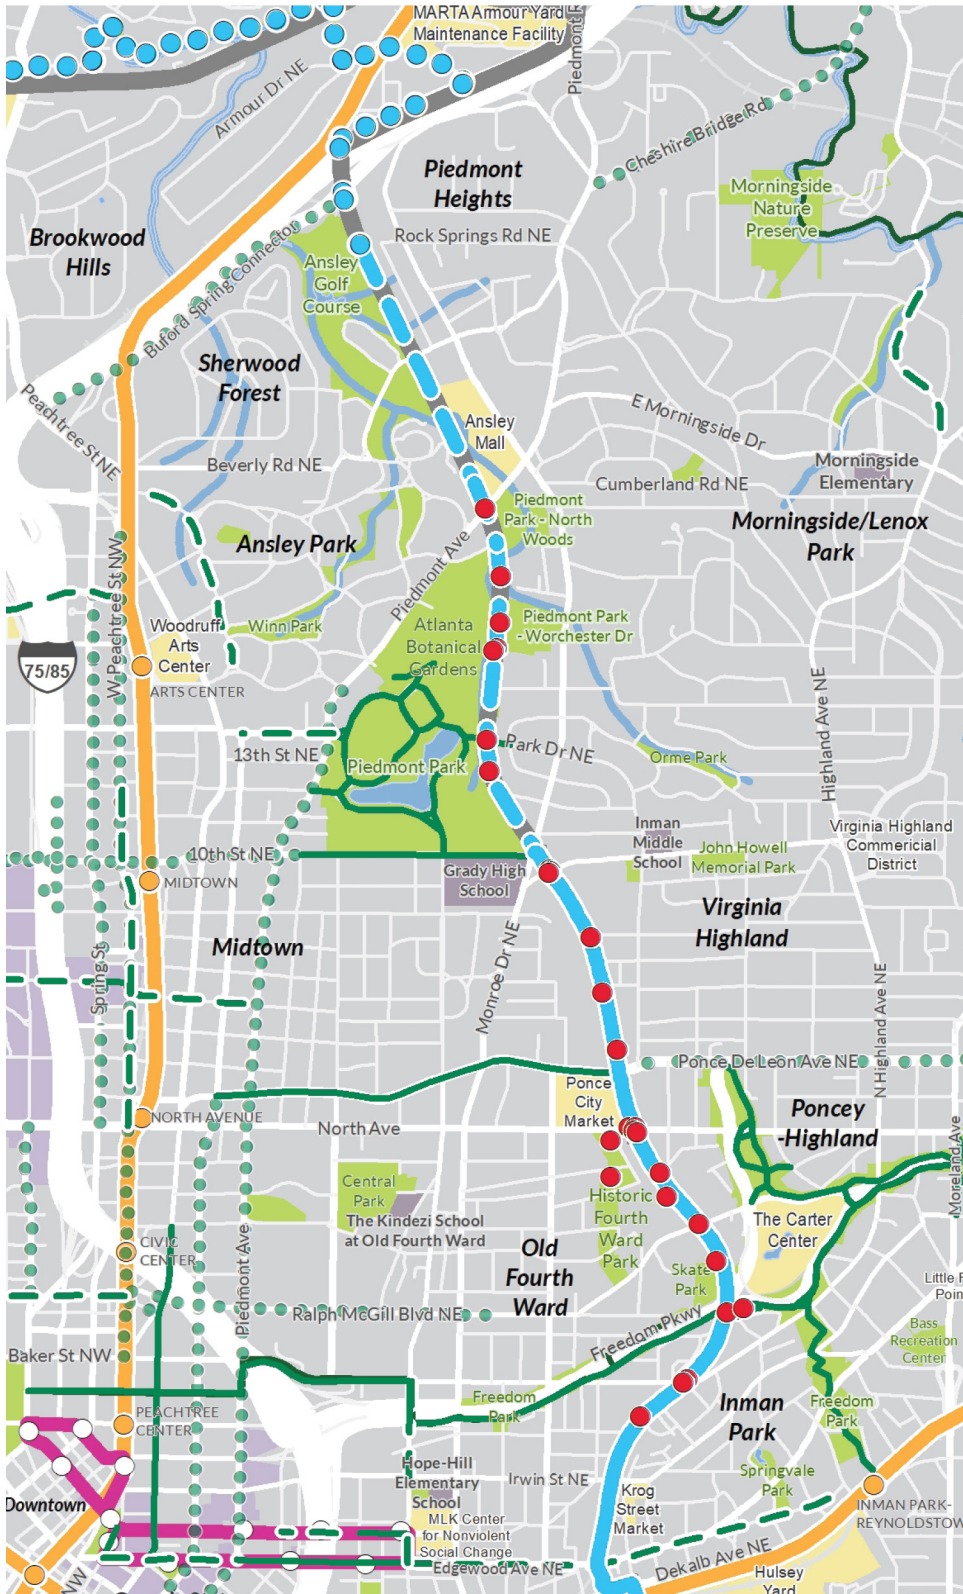 MARTA Armour Yard
Maintenance Facility
Piedmont R
Armour Dr NE
Cheshire Bridge Rd
Piedmont
Heights
Morningside
Nature
Preserve
Brookwood
Hills
Rock Springs Rd NE
Ansley
Golf
Course
Buford Spring Connector
Sherwood
Forest
Peachtree St NE
E Morningside Dr
Ansley
Mall
Beverly Rd NE
Morningside
Elementary
Cumberland Rd NE
Piedmont
Park - North
Woods
Morningside/Lenox
Park
Ansley Park
W Peachtree St NW
Piedmont Ave
Woodruff
Arts
Center
Winn Park
Atlanta
Botanical
Gardens
Piedmont Park
- Worchester Dr
75/85
ARTS CENTER
13th St NE
Park Dr NE
Piedmont Park
Orme Park
Highland Ave NE
10th St NE
MIDTOWN
Grady High
School
Inman
Middle
School
John Howell
Memorial Park
Virginia Highland
Commericial
District
Virginia
Highland
Midtown
Spring St
Monroe Dr NE
N Highland Ave NE
Ponce De Leon Ave NE
Ponce
City
Market
NORTH AVENUE
North Ave
Poncey
-Highland
Moreland Ave
Central
Park
The Kindezi School
at Old Fourth Ward
Historic
Fourth
Ward
Park
The Carter
Center
CIVIC
CENTER
Piedmont Ave
Old
Fourth
Ward
Skate
Park
Little F
Poin
Ralph McGill Blvd NE
Freedom Pkwy
Bass
Recreation
Center
Baker St NW
Freedom
Park
Inman
Park
Freedom
Park
PEACHTREE
CENTER
Hope-Hill
Elementary
School
Irwin St NE
Springvale
Park
Krog
Street
Market
INMAN PARK-
REYNOLDSTOW
Downtown
MLK Center
for Nonviolent
Social Change
Edgewood Ave NE
Dekalb Ave NE
Hulsey
Yard
NW